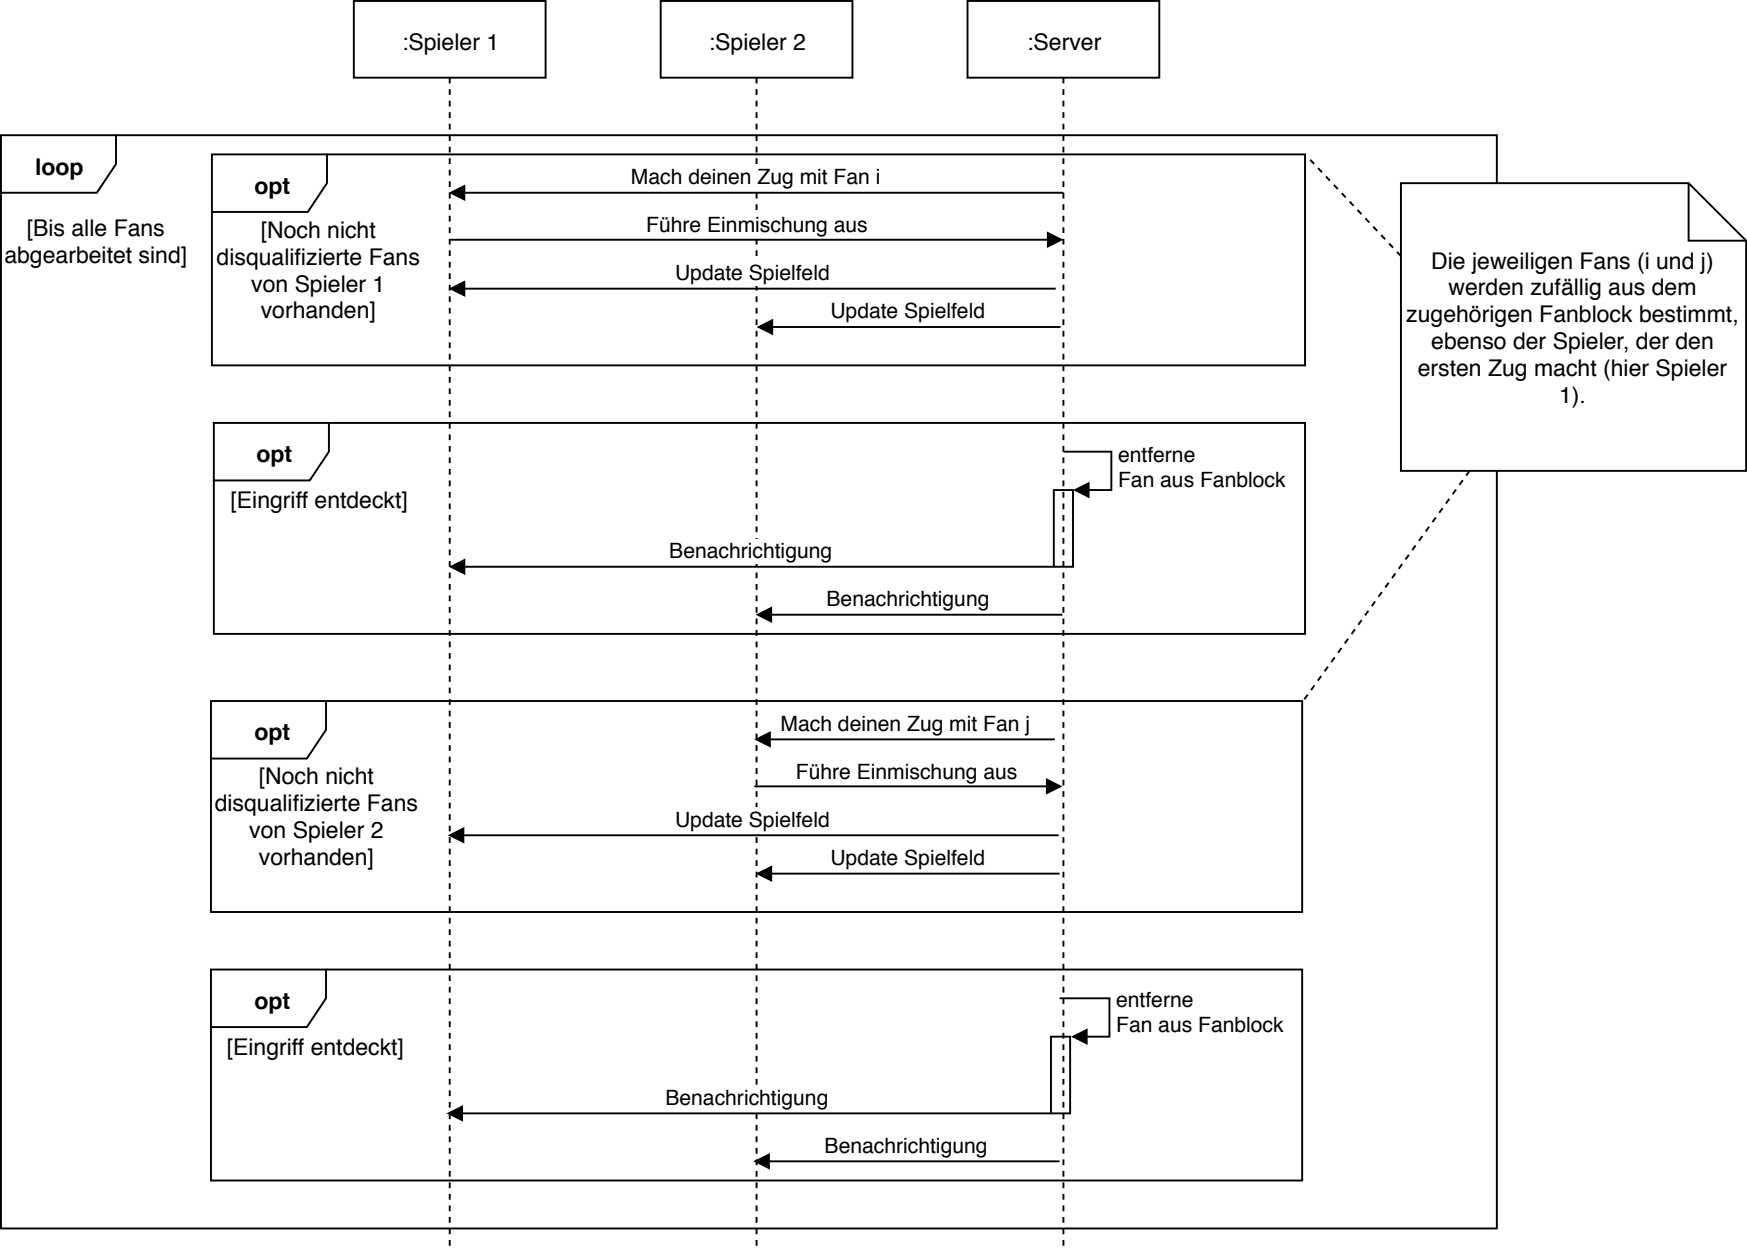 :Spieler 1
:Spieler 2
:Server
loop
[Bis alle Fans
abgearbeitet sind]
opt
[Noch nicht
disqualifizierte Fans
von Spieler 1
vorhanden]
Mach deinen Zug mit Fan i
Führe Einmischung aus
Update Spielfeld
Update Spielfeld
Die jeweiligen Fans (i und j)
werden zufällig aus dem
zugehörigen Fanblock bestimmt,
ebenso der Spieler, der den
ersten Zug macht (hier Spieler
1).
opt
[Eingriff entdeckt]
entferne
Fan aus Fanblock
Benachrichtigung
Benachrichtigung
opt
[Noch nicht
disqualifizierte Fans
von Spieler 2
vorhanden]
Mach deinen Zug mit Fan j
Führe Einmischung aus
Update Spielfeld
Update Spielfeld
opt
[Eingriff entdeckt]
entferne
Fan aus Fanblock
Benachrichtigung
Benachrichtigung